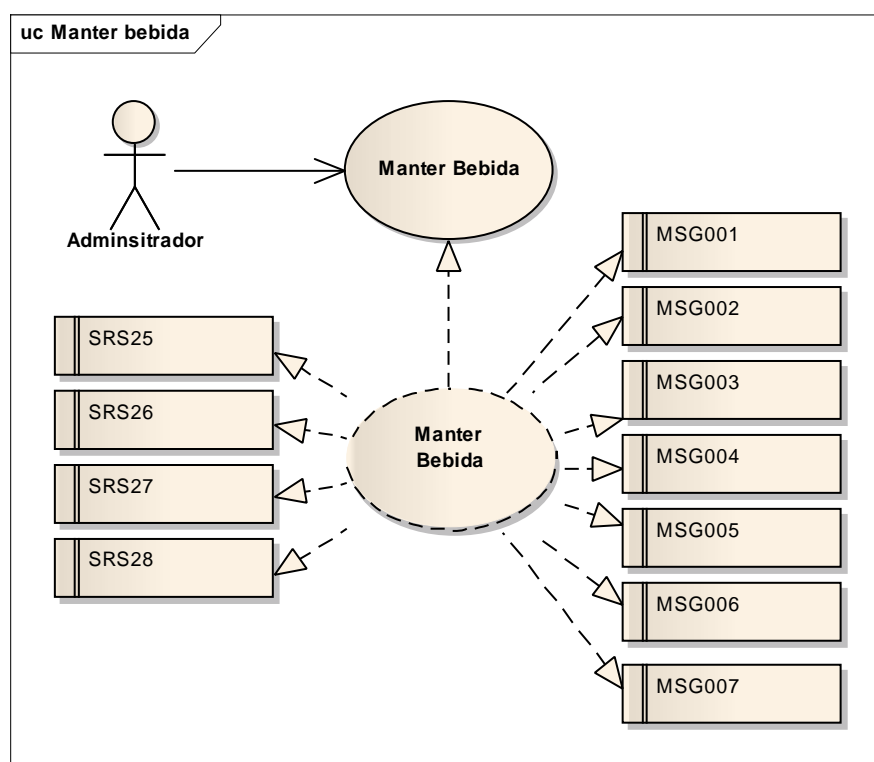 uc Manter bebida
Manter Bebida
Adminsitrador
MSG001
MSG002
SRS25
MSG003
SRS26
Manter
Bebida
MSG004
SRS27
MSG005
SRS28
MSG006
MSG007